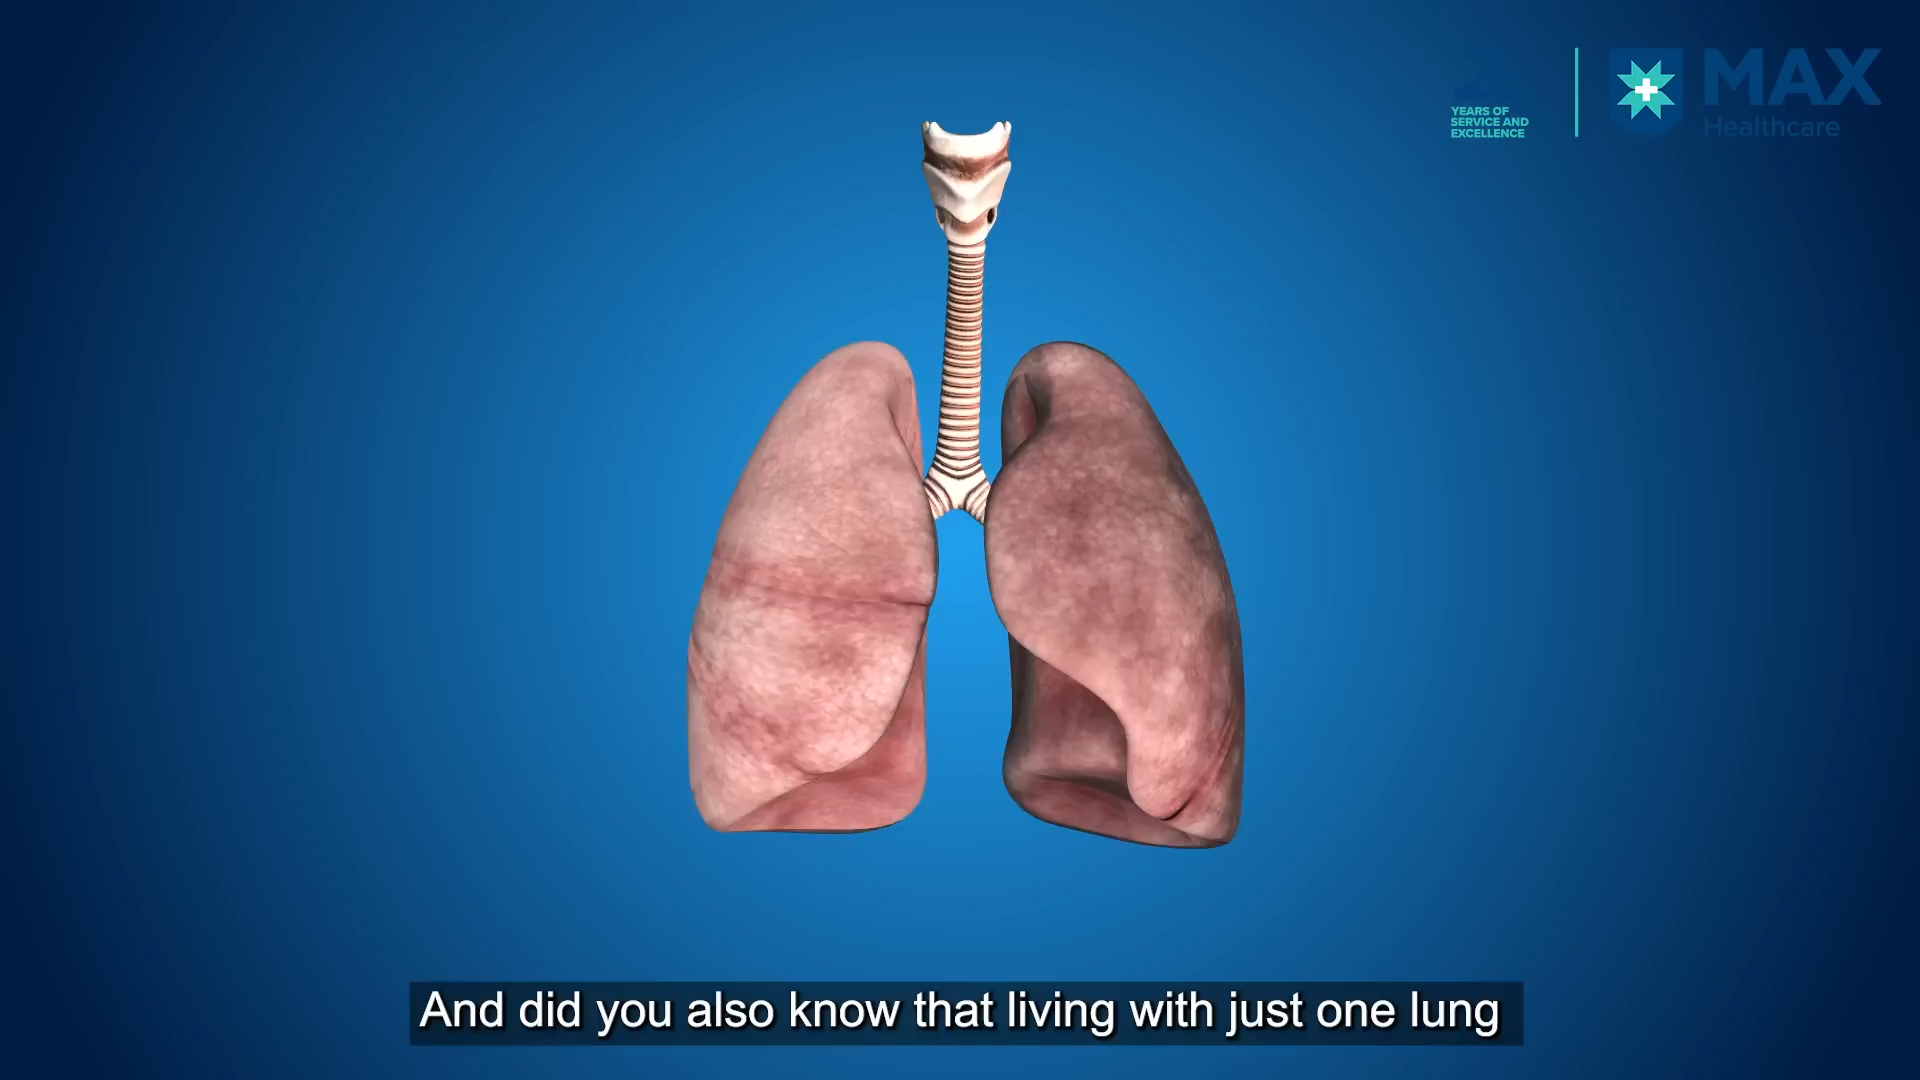 YEARS OF
SERVICE AND
EXCELLENCE
MAX
Healthcare
And did you also know that living with just one lung